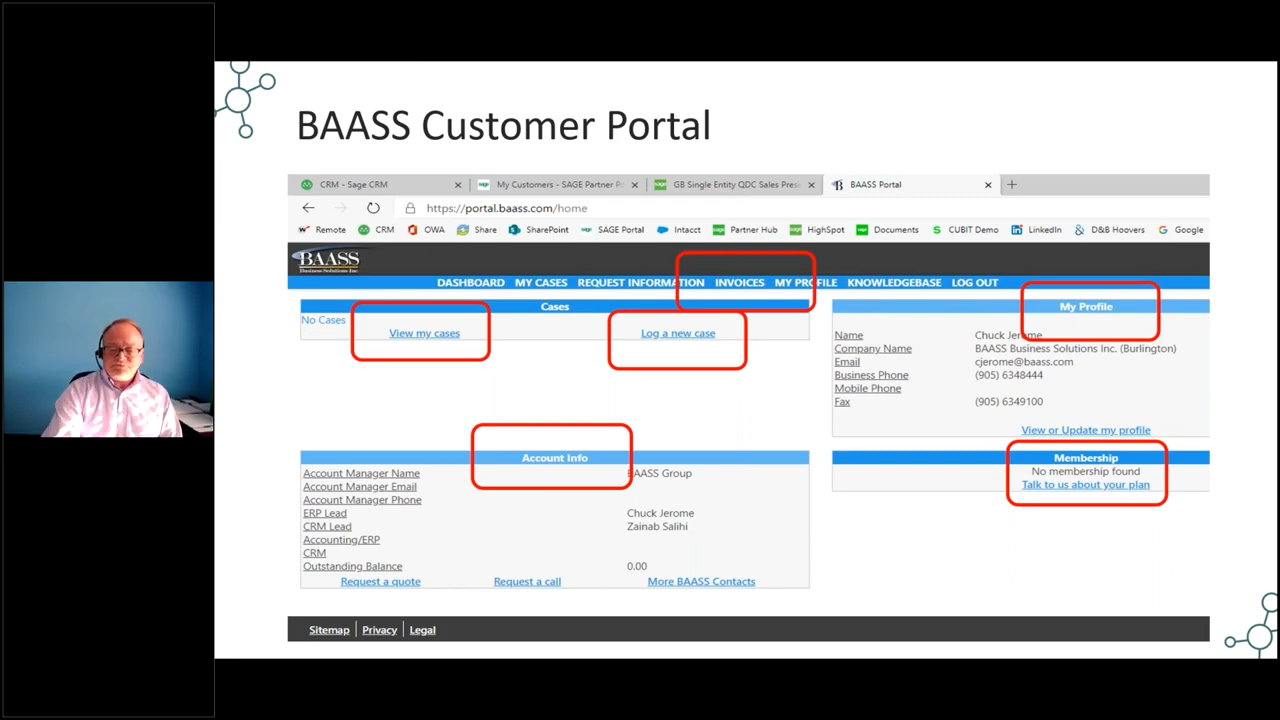 BAASS Customer Portal
CRM - Sage CRM
My Customers - SAGE Partner Po
GB Single Entity QDC Sales Prese
BAASS Portal
https://portal.baass.com/home
Remote CRM OWA Share SharePoint SAGE Portal Intacct Partner Hub HighSpot Documents CUBIT Demo LinkedIn D&B Hoovers Google
BAASS
Business Solutions Inc.
DASHBOARD MY CASES REQUEST INFORMATION INVOICES MY PROFILE KNOWLEDGEBASE LOG OUT
Cases
No Cases
View my cases Log a new case
My Profile
Name Chuck Jerome
Company Name BAASS Business Solutions Inc. (Burlington)
Email cjerome@baass.com
Business Phone (905) 6348444
Mobile Phone
Fax (905) 6349100
View or Update my profile
Account Info
Account Manager Name BAASS Group
Account Manager Email
Account Manager Phone
ERP Lead Chuck Jerome
CRM Lead Zainab Salihi
Accounting/ERP
CRM
Outstanding Balance 0.00
Request a quote Request a call More BAASS Contacts
Membership
No membership found
Talk to us about your plan
Sitemap Privacy Legal